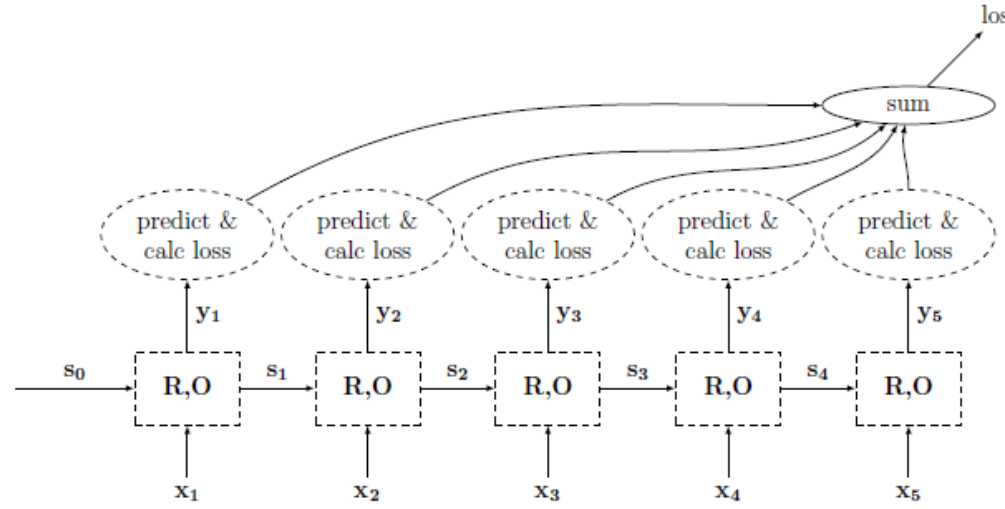 los
sum
predict & predict & predict & predict & predict &
calc loss calc loss calc loss calc loss calc loss
y₁ y₂ y₃ y₄ y₅
s₀ R,O s₁ R,O s₂ R,O s₃ R,O s₄ R,O
x₁ x₂ x₃ x₄ x₅